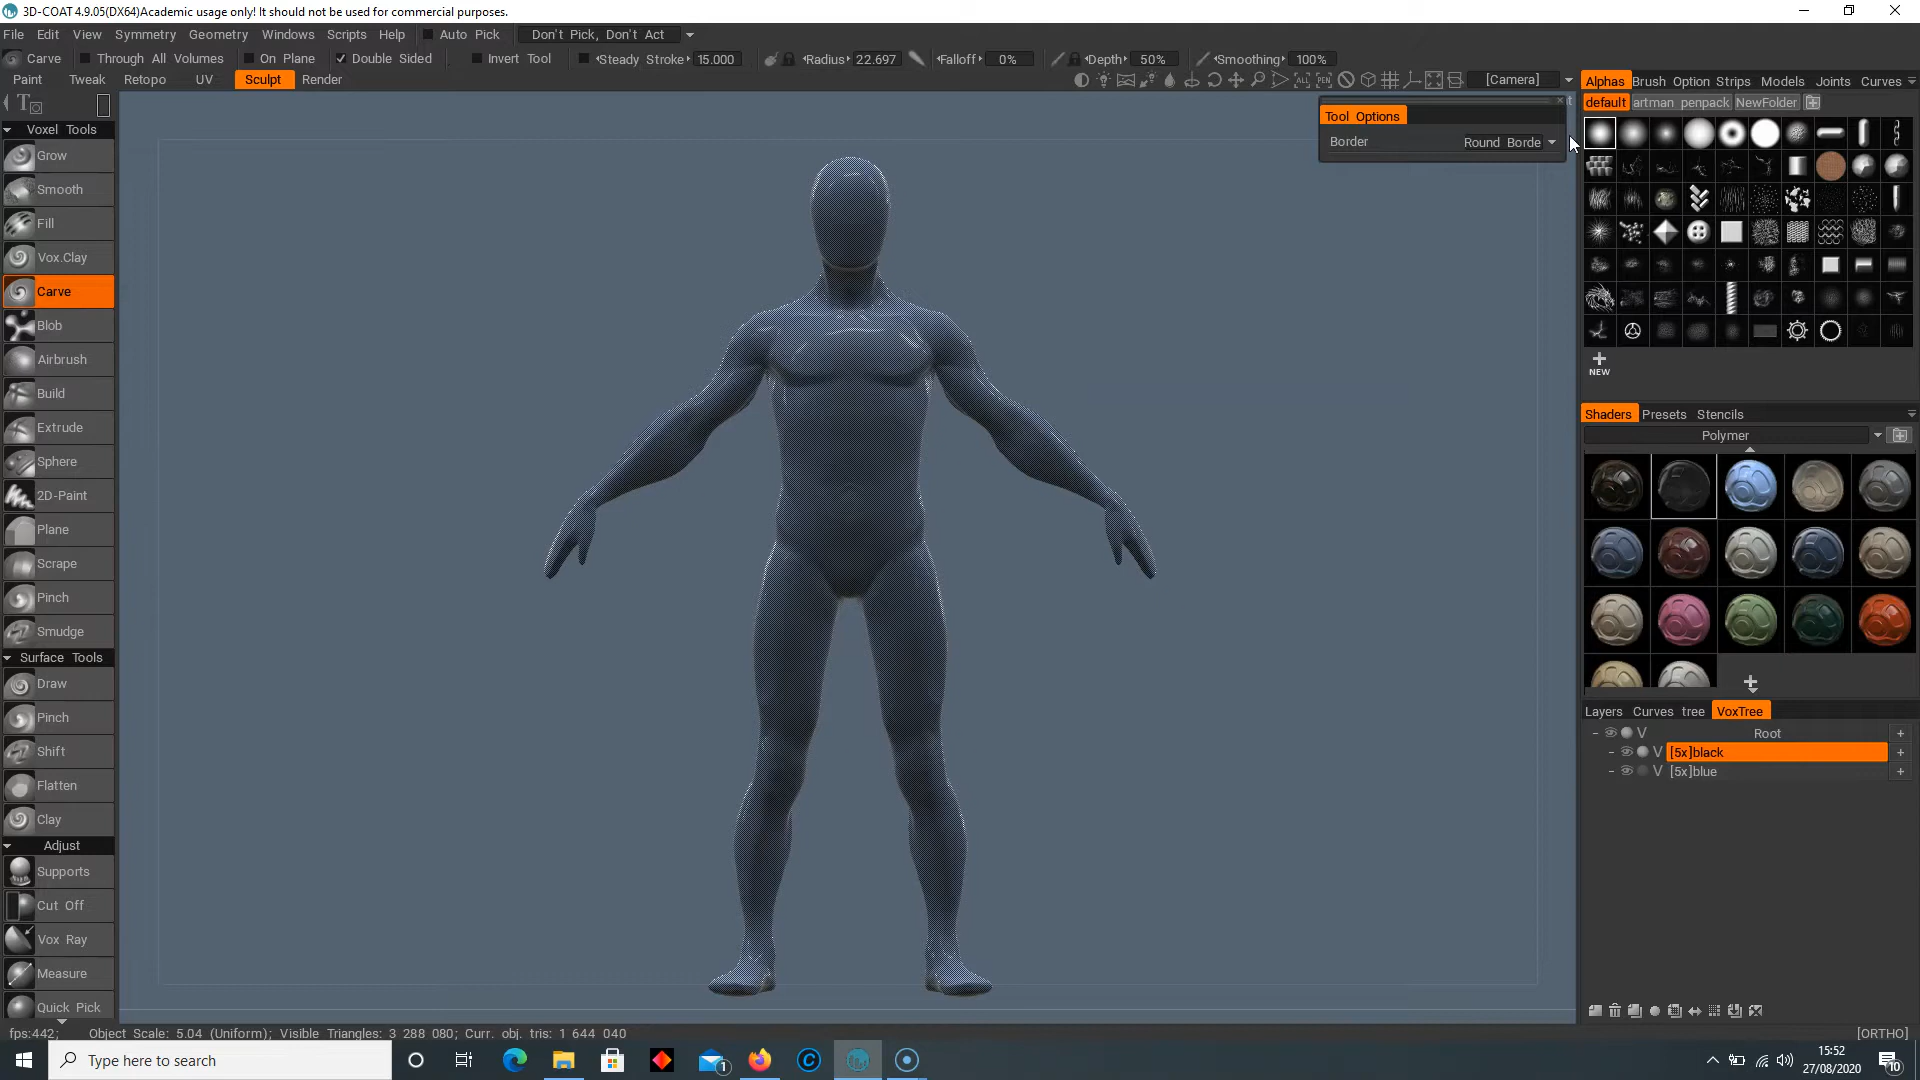 3D-COAT 4.9.05(DX64)Academic usage only! It should not be used for commercial purposes.
File Edit View Symmetry Geometry Windows Scripts Help Auto Pick Don't Pick, Don't Act
Carve Through All Volumes On Plane Double Sided Invert Tool Steady Stroke 15.000 Radius 22.697 Falloff 0% Depth 50% Smoothing 100%
Paint Tweak Retopo UV Sculpt Render [Camera]
Alphas Brush Option Strips Models Joints Curves
default artman penpack NewFolder
Tool Options t
Border Round Borde
Voxel Tools
Grow
Smooth
Fill
Vox.Clay
Carve
Blob
Airbrush
Build
Extrude
Sphere
2D-Paint
Plane
Scrape
Pinch
Smudge
Surface Tools
Draw
Pinch
Shift
Flatten
Clay
Adjust
Supports
Cut Off
Vox Ray
Measure
Quick Pick
NEW
Shaders Presets Stencils
Polymer
Layers Curves tree VoxTree
V Root
V [5x]black
V [5x]blue
fps:442; Object Scale: 5.04 (Uniform); Visible Triangles: 3 288 080; Curr. obj. tris: 1 644 040 [ORTHO]
Type here to search
1
15:52
27/08/2020
10